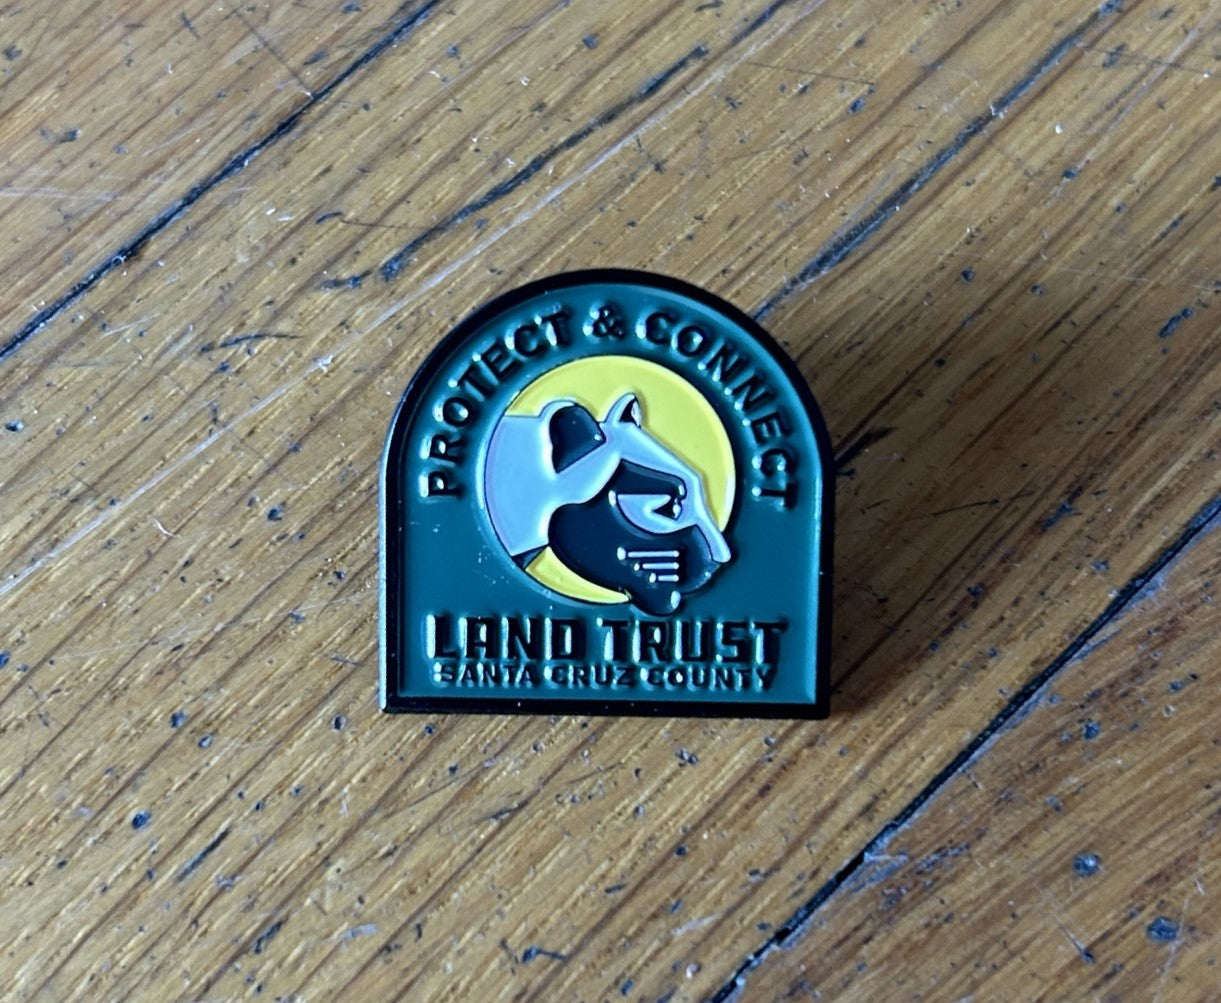 PROTECT & CONNECT
LAND TRUST
SANTA CRUZ COUNTY